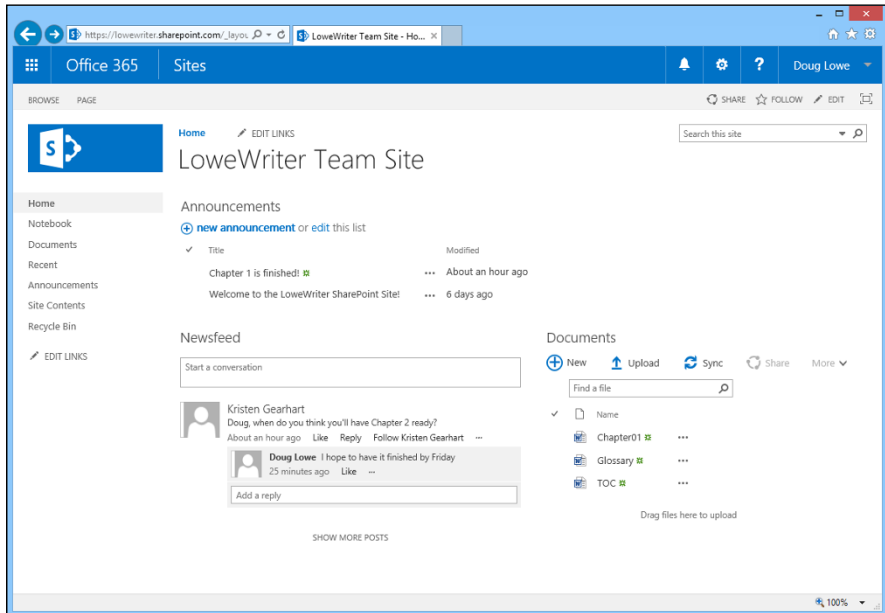 https://lowewriter.sharepoint.com/_layou
LoweWriter Team Site - Ho...
Office 365
Sites
?
Doug Lowe
BROWSE PAGE
SHARE FOLLOW EDIT
S
Home EDIT LINKS
Search this site
LoweWriter Team Site
Home
Notebook
Documents
Recent
Announcements
Site Contents
Recycle Bin
EDIT LINKS
Announcements
new announcement or edit this list
Title Modified
Chapter 1 is finished! ... About an hour ago
Welcome to the LoweWriter SharePoint Site! ... 6 days ago
Newsfeed
Start a conversation
Kristen Gearhart
Doug, when do you think you'll have Chapter 2 ready?
About an hour ago Like Reply Follow Kristen Gearhart ...
Doug Lowe I hope to have it finished by Friday
25 minutes ago Like ...
Add a reply
SHOW MORE POSTS
Documents
New Upload Sync Share More
Find a file
Name
Chapter01 ...
Glossary ...
TOC ...
Drag files here to upload
100%